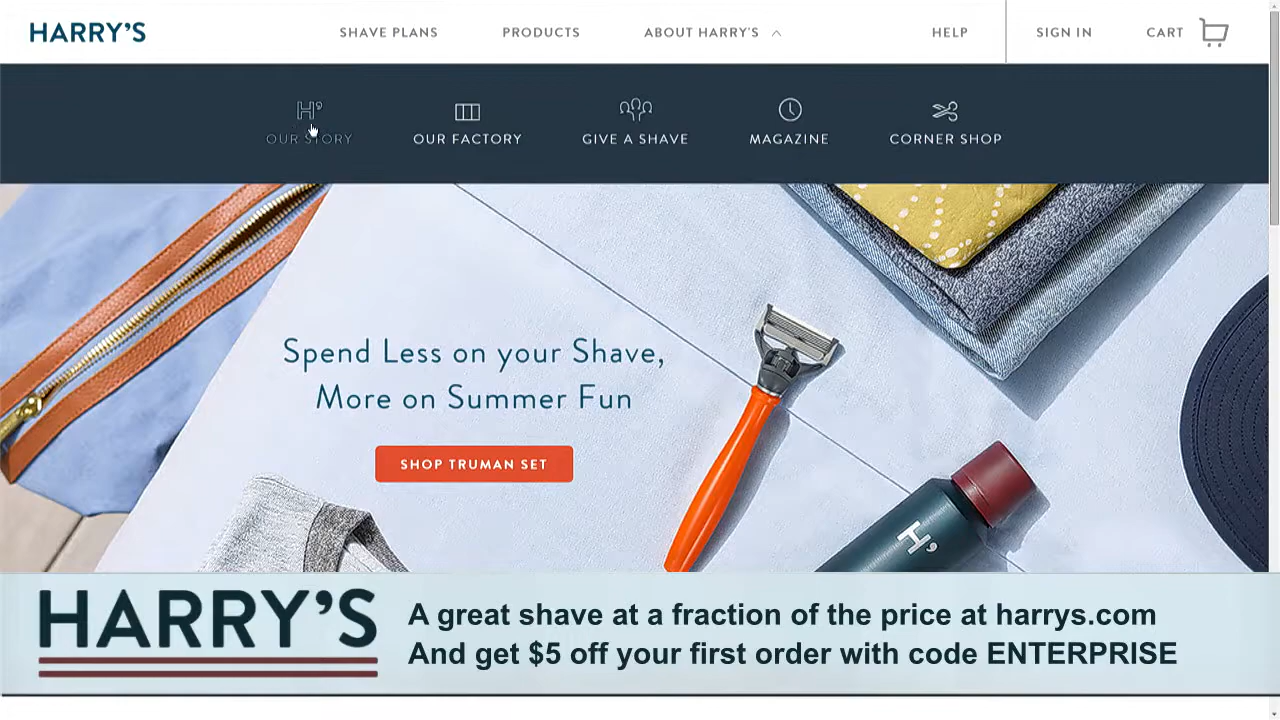 HARRY'S
SHAVE PLANS
PRODUCTS
ABOUT HARRY'S
HELP
SIGN IN
CART
H'
OUR STORY
OUR FACTORY
GIVE A SHAVE
MAGAZINE
CORNER SHOP
Spend Less on your Shave,
More on Summer Fun
SHOP TRUMAN SET
H'
HARRY'S
A great shave at a fraction of the price at harrys.com
And get $5 off your first order with code ENTERPRISE